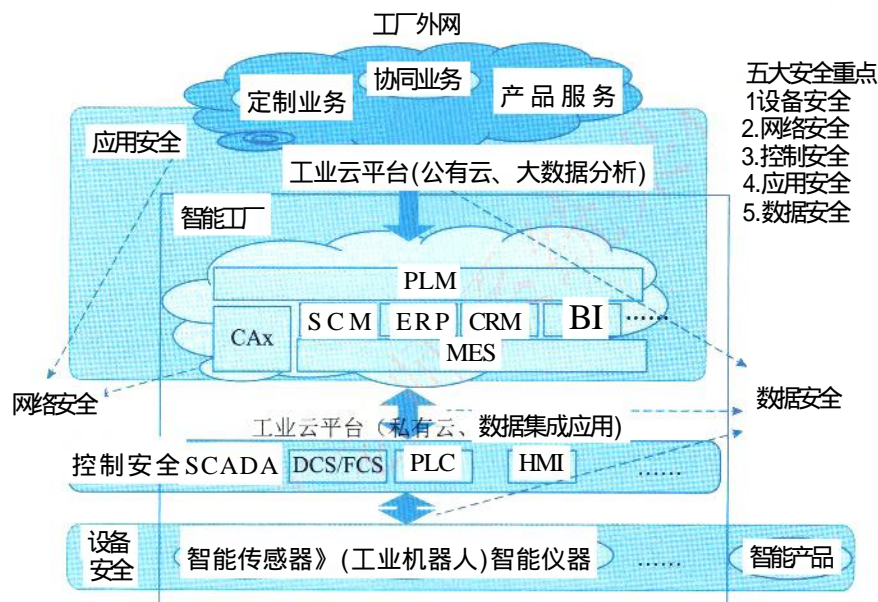 工厂外网
协同业务
定制业务
产品服务
五大安全重点
1设备安全
2.网络安全
3.控制安全
4.应用安全
5.数据安全
应用安全
工业云平台(公有云、大数据分析)
智能工厂
PLM
CAx
SCM ERP CRM BI ······
MES
网络安全
数据安全
工业云平台（私有云、数据集成应用)
控制安全 SCADA DCS/FCS PLC HMI ······
设备
安全
智能传感器》(工业机器人)智能仪器 ······ 智能产品